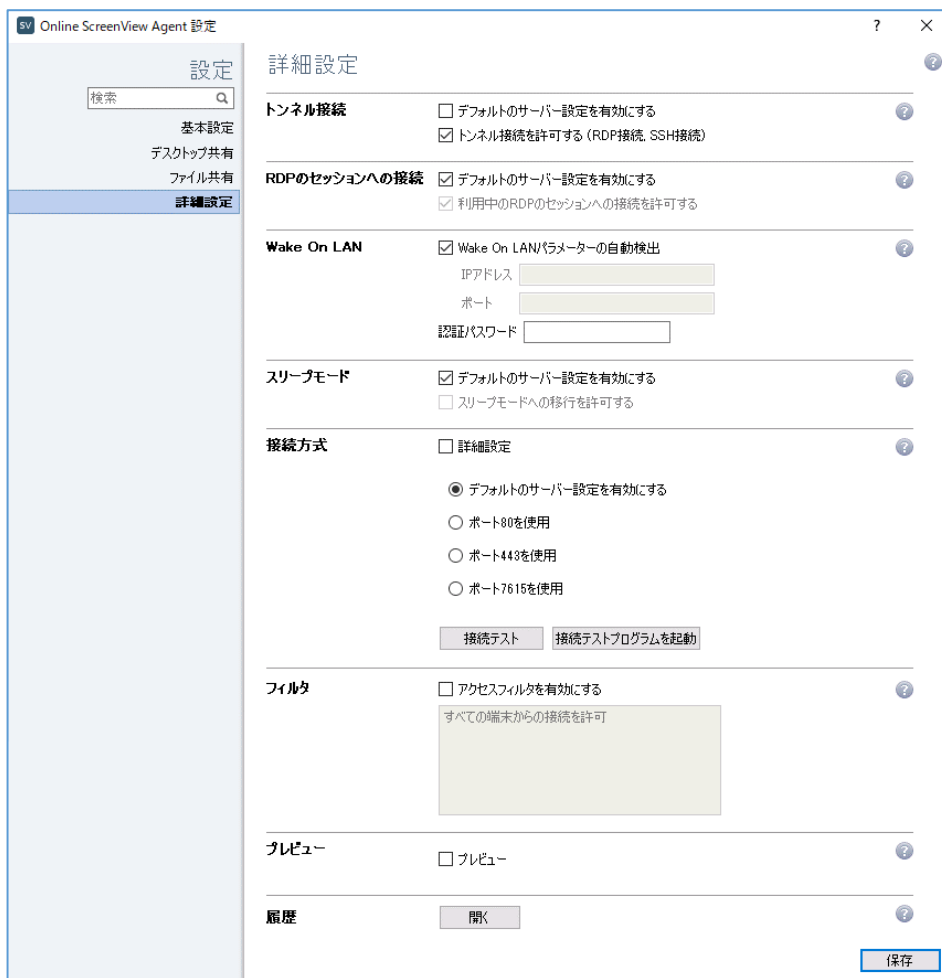 SV Online ScreenView Agent 設定
? ×
設定
検索
基本設定
デスクトップ共有
ファイル共有
詳細設定
詳細設定
?
トンネル接続
デフォルトのサーバー設定を有効にする
?
トンネル接続を許可する (RDP接続, SSH接続)
RDPのセッションへの接続
デフォルトのサーバー設定を有効にする
?
利用中のRDPのセッションへの接続を許可する
Wake On LAN
Wake On LANパラメーターの自動検出
?
IPアドレス
ポート
認証パスワード
スリープモード
デフォルトのサーバー設定を有効にする
?
スリープモードへの移行を許可する
接続方式
詳細設定
?
デフォルトのサーバー設定を有効にする
ポート80を使用
ポート443を使用
ポート7615を使用
接続テスト
接続テストプログラムを起動
フィルタ
アクセスフィルタを有効にする
?
すべての端末からの接続を許可
プレビュー
プレビュー
?
履歴
開く
?
保存